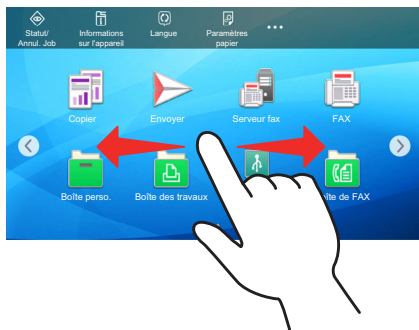 Statut/
Annul. Job
Informations
sur l'appareil
Langue
Paramètres
papier
Copier
Envoyer
Serveur fax
FAX
Boîte perso.
Boîte des travaux
îte de FAX